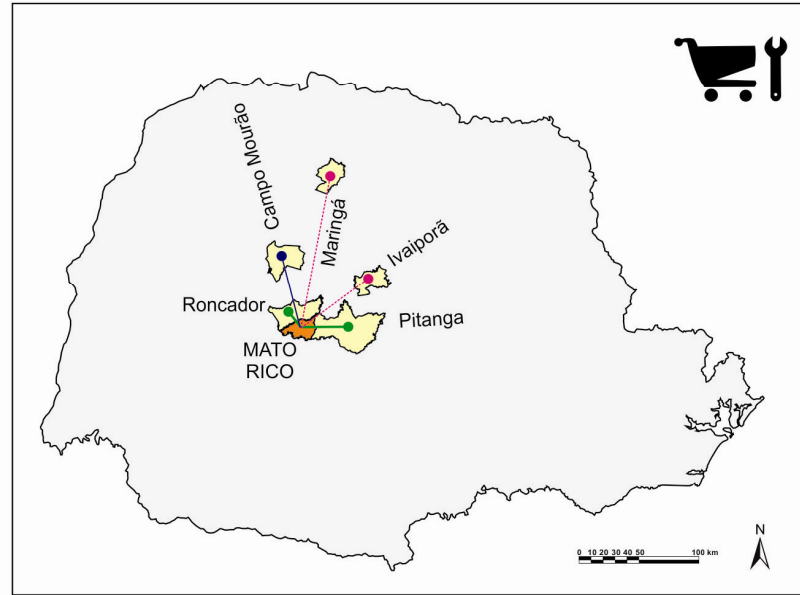 Campo Mourão
Maringá
Ivaiporã
Roncador
Pitanga
MATO
RICO
N
0 10 20 30 40 50 100 km